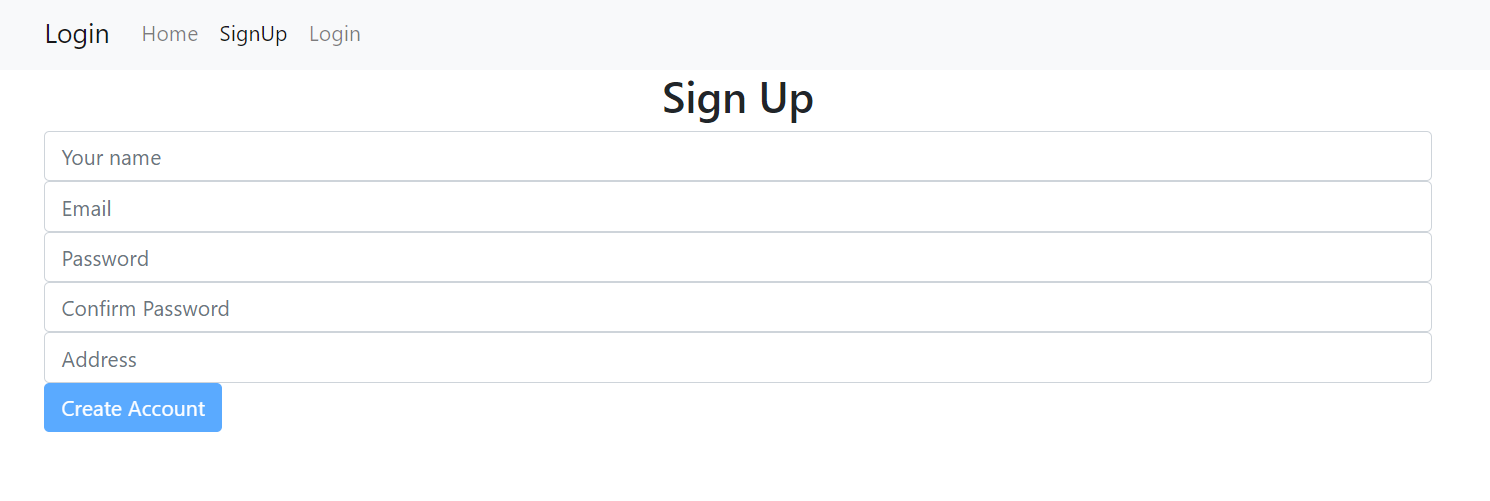 Login Home SignUp Login
Sign Up
Your name
Email
Password
Confirm Password
Address
Create Account